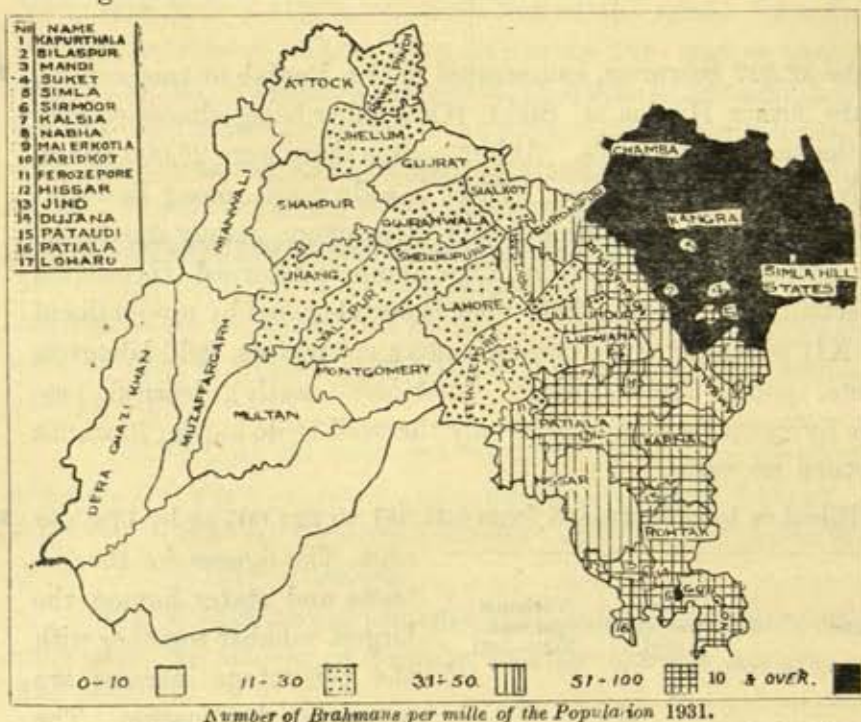 No NAME
1 KAPURTHALA
2 BILASPUR
3 MANDI
4 SUKET
5 SIMLA
6 SIRMOOR
7 KALSIA
8 NABHA
9 MALERKOTLA
10 FARIDKOT
11 FEROZEPORE
12 HISSAR
13 JIND
14 DUJANA
15 PATAUDI
16 PATIALA
17 LOHARU
ATTOCK
RAWALPINDI
JHELUM
GUJRAT
CHAMBA
MIANWALI
SHAHPUR
SIALKOT
GURDASPUR
KANGRA
GUJRANWALA
SHEIKHUPURA
SIMLA HILL
STATES
JHANG
LYALLPUR
LAHORE
JULLUNDUR
LUDHIANA
DERA GHAZI KHAN
MUZAFFARGARH
MONTGOMERY
FEROZEPORE
MULTAN
PATIALA
KARNAL
HISSAR
ROHTAK
0-10 11-30 31-50 51-100 10 & OVER.
Number of Brahmans per mille of the Population 1931.